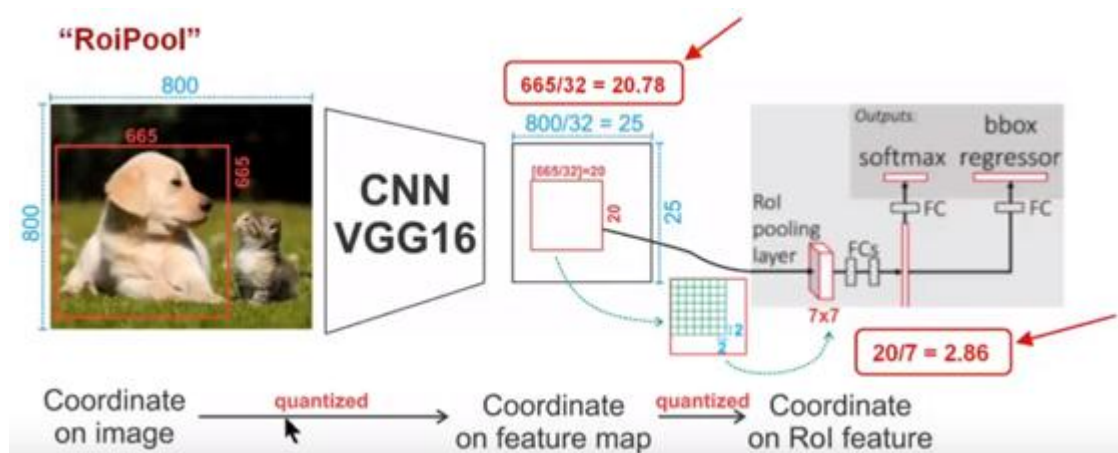 “RoiPool”
800
665
665
800
CNN
VGG16
665/32 = 20.78
800/32 = 25
[665/32]=20
20
25
2
2
Outputs:
softmax
bbox
regressor
FC
FC
RoI
pooling
layer
FCs
7x7
20/7 = 2.86
Coordinate
on image
quantized
Coordinate
on feature map
quantized
Coordinate
on RoI feature